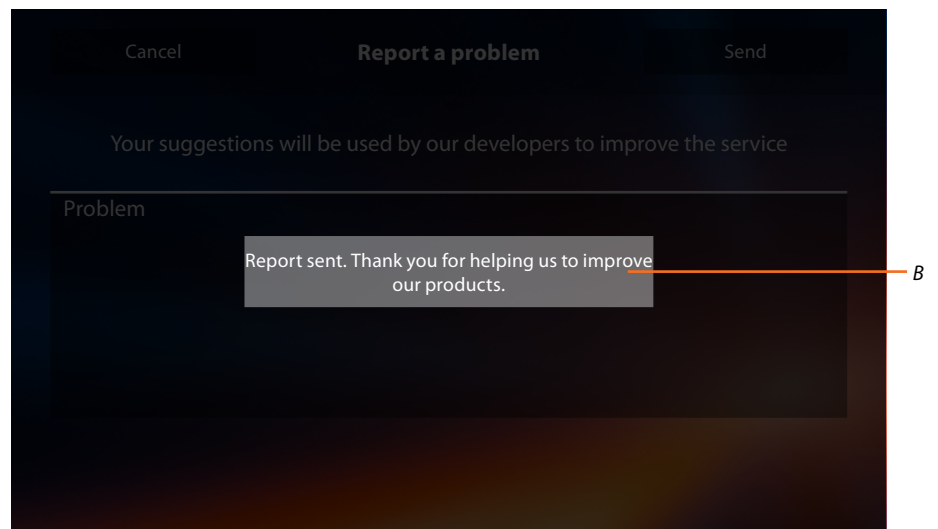 Cancel Report a problem Send
Your suggestions will be used by our developers to improve the service
Problem
Report sent. Thank you for helping us to improve
our products.
B